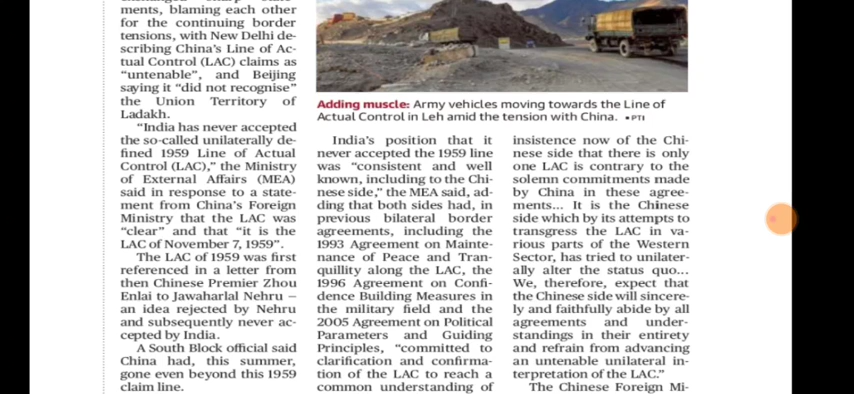 ments, blaming each other
for the continuing border
tensions, with New Delhi de-
scribing China's Line of Ac-
tual Control (LAC) claims as
"untenable", and Beijing
saying it "did not recognise"
the Union Territory of
Ladakh.
"India has never accepted
the so-called unilaterally de-
fined 1959 Line of Actual
Control (LAC)," the Ministry
of External Affairs (MEA)
said in response to a state-
ment from China's Foreign
Ministry that the LAC was
"clear" and that "it is the
LAC of November 7, 1959".
The LAC of 1959 was first
referenced in a letter from
then Chinese Premier Zhou
Enlai to Jawaharlal Nehru —
an idea rejected by Nehru
and subsequently never ac-
cepted by India.
A South Block official said
China had, this summer,
gone even beyond this 1959
claim line.
Adding muscle: Army vehicles moving towards the Line of
Actual Control in Leh amid the tension with China. • PTI
India's position that it
never accepted the 1959 line
was "consistent and well
known, including to the Chi-
nese side," the MEA said, ad-
ding that both sides had, in
previous bilateral border
agreements, including the
1993 Agreement on Mainte-
nance of Peace and Tran-
quillity along the LAC, the
1996 Agreement on Confi-
dence Building Measures in
the military field and the
2005 Agreement on Political
Parameters and Guiding
Principles, "committed to
clarification and confirma-
tion of the LAC to reach a
common understanding of
insistence now of the Chi-
nese side that there is only
one LAC is contrary to the
solemn commitments made
by China in these agree-
ments... It is the Chinese
side which by its attempts to
transgress the LAC in va-
rious parts of the Western
Sector, has tried to unilater-
ally alter the status quo...
We, therefore, expect that
the Chinese side will sincere-
ly and faithfully abide by all
agreements and under-
standings in their entirety
and refrain from advancing
an untenable unilateral in-
terpretation of the LAC."
The Chinese Foreign Mi-